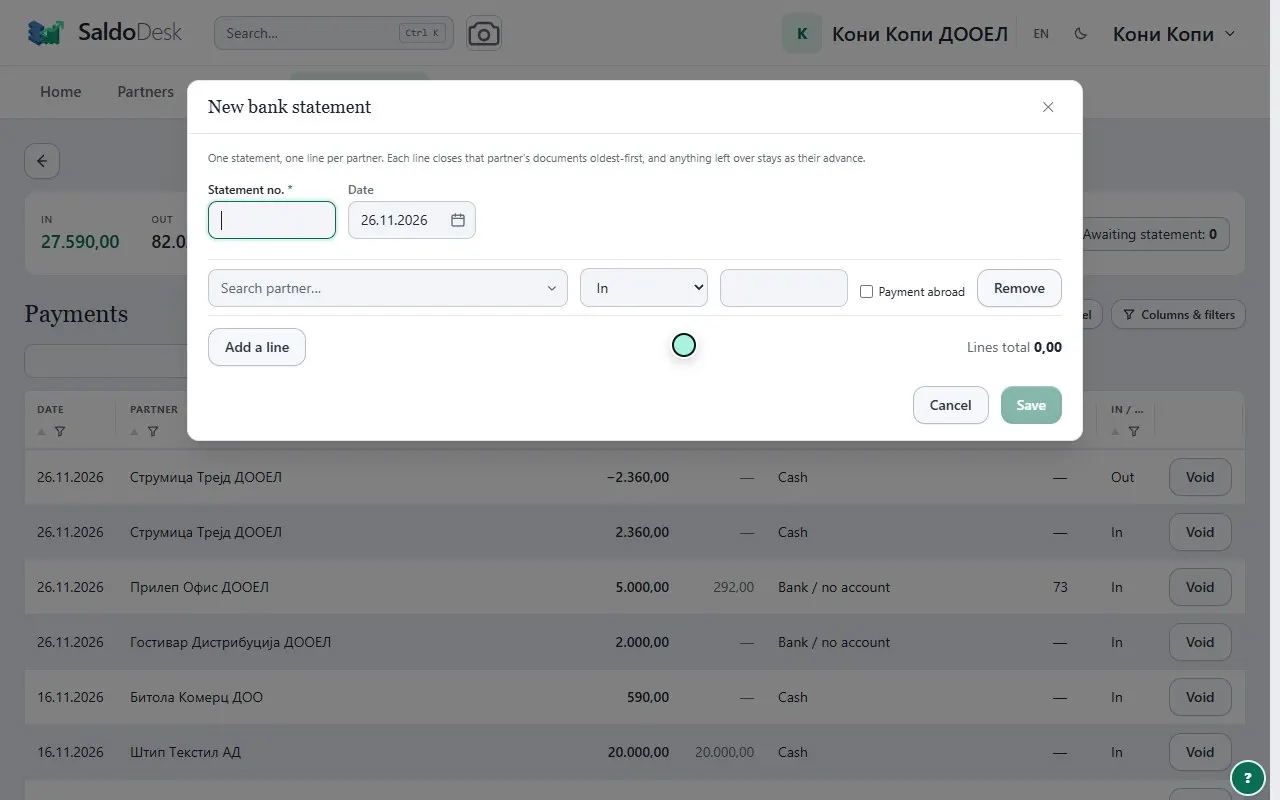 SaldoDesk
Search... Ctrl K
К Кони Копи ДООЕЛ EN Кони Копи
Home Partners
New bank statement
One statement, one line per partner. Each line closes that partner's documents oldest-first, and anything left over stays as their advance.
Statement no. * Date
26.11.2026
IN OUT
27.590,00 82.0
Awaiting statement: 0
Search partner... In Payment abroad Remove
Payments
Columns & filters
Add a line Lines total 0,00
Cancel Save
DATE PARTNER IN / ...
26.11.2026 Струмица Трејд ДООЕЛ −2.360,00 — Cash — Out Void
26.11.2026 Струмица Трејд ДООЕЛ 2.360,00 — Cash — In Void
26.11.2026 Прилеп Офис ДООЕЛ 5.000,00 292,00 Bank / no account 73 In Void
26.11.2026 Гостивар Дистрибуција ДООЕЛ 2.000,00 — Bank / no account — In Void
16.11.2026 Битола Комерц ДОО 590,00 — Cash — In Void
16.11.2026 Штип Текстил АД 20.000,00 20.000,00 Cash — In Void
?